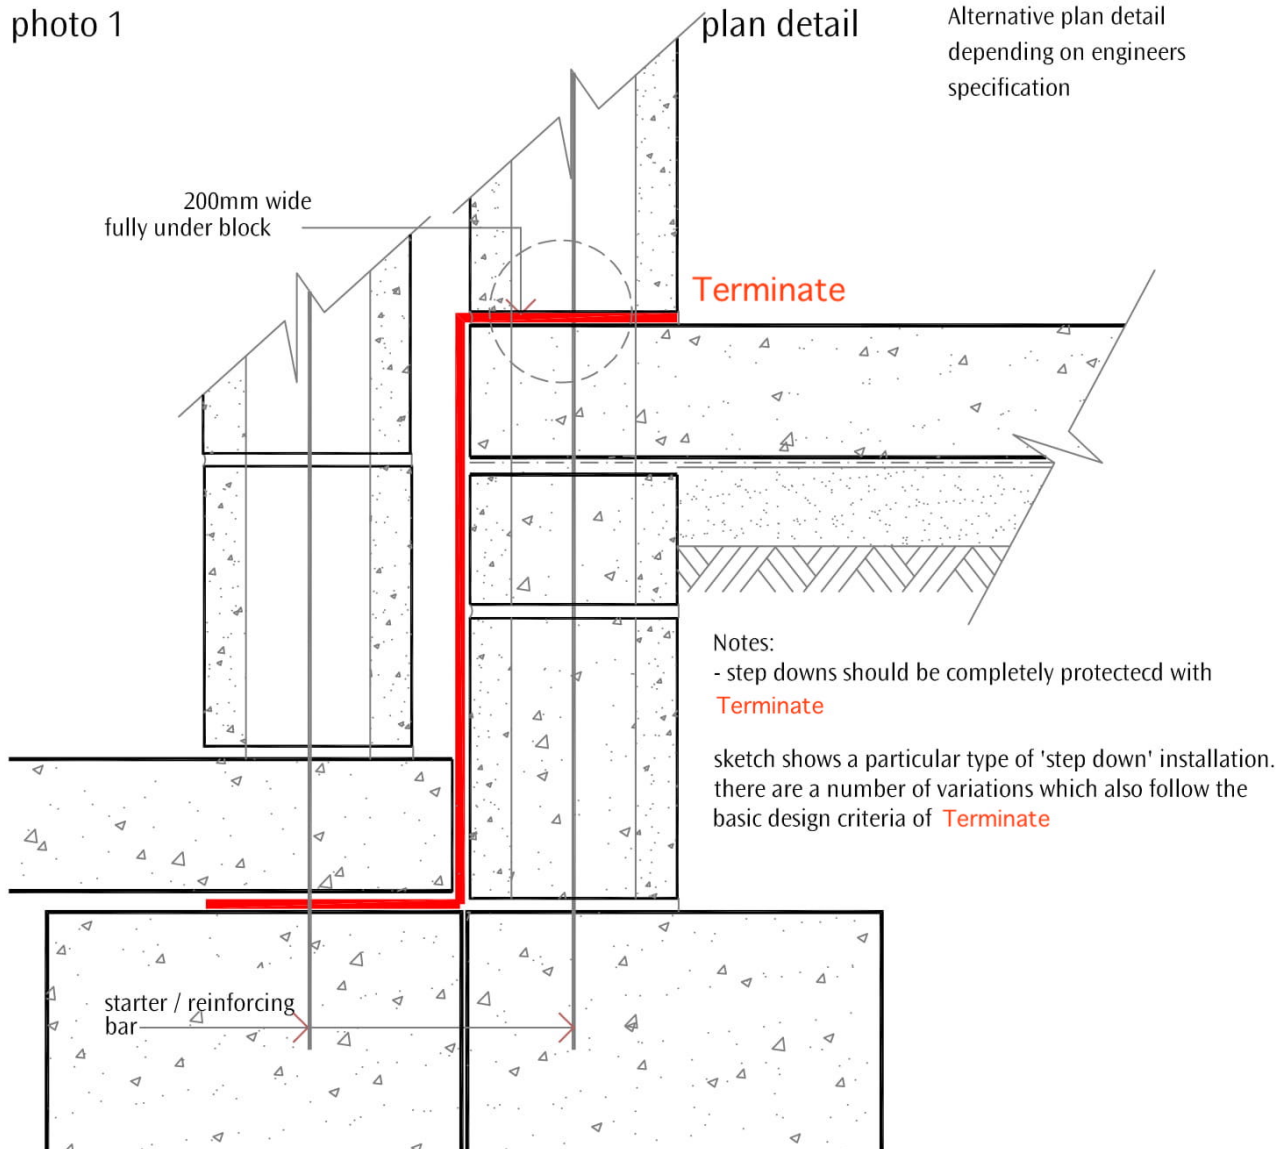 photo 1
plan detail
Alternative plan detail
depending on engineers
specification
200mm wide
fully under block
Terminate
Notes:
- step downs should be completely protectecd with
Terminate
sketch shows a particular type of 'step down' installation.
there are a number of variations which also follow the
basic design criteria of Terminate
starter / reinforcing
bar